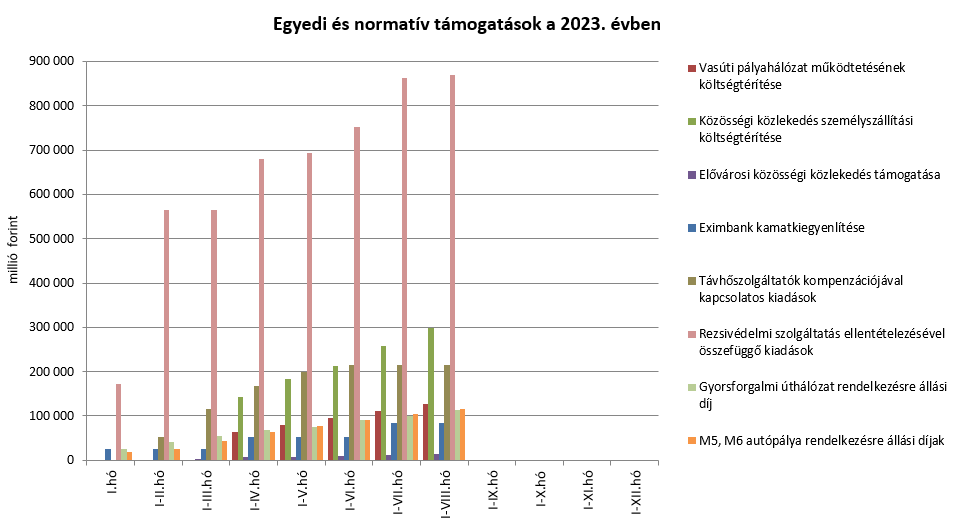 Egyedi és normatív támogatások a 2023. évben
millió forint
900 000
800 000
700 000
600 000
500 000
400 000
300 000
200 000
100 000
0
I.hó
I-II.hó
I-III.hó
I-IV.hó
I-V.hó
I-VI.hó
I-VII.hó
I-VIII.hó
I-IX.hó
I-X.hó
I-XI.hó
I-XII.hó
Vasúti pályahálózat működtetésének
költségtérítése
Közösségi közlekedés személyszállítási
költségtérítése
Elővárosi közösségi közlekedés támogatása
Eximbank kamatkiegyenlítése
Távhőszolgáltatók kompenzációjával
kapcsolatos kiadások
Rezsivédelmi szolgáltatás ellentételezésével
összefüggő kiadások
Gyorsforgalmi úthálózat rendelkezésre állási
díj
M5, M6 autópálya rendelkezésre állási díjak